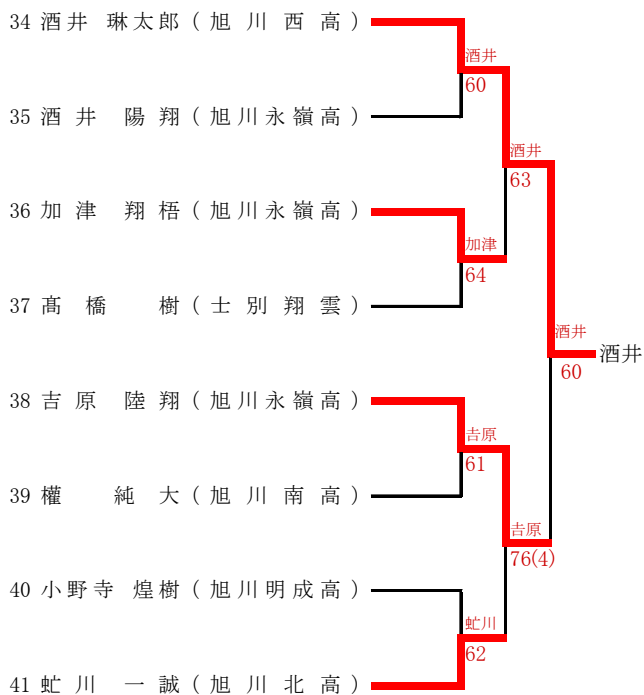 34 酒井 琳太郎 ( 旭川西高 )
酒井
60
35 酒井 陽翔 ( 旭川永嶺高 )
酒井
63
36 加津 翔梧 ( 旭川永嶺高 )
加津
64
37 髙橋 樹 ( 士別翔雲 )
酒井
60
酒井
38 吉原 陸翔 ( 旭川永嶺高 )
𠮷原
61
39 權 純大 ( 旭川南高 )
𠮷原
76(4)
40 小野寺 煌樹 ( 旭川明成高 )
虻川
62
41 虻川 一誠 ( 旭川北高 )